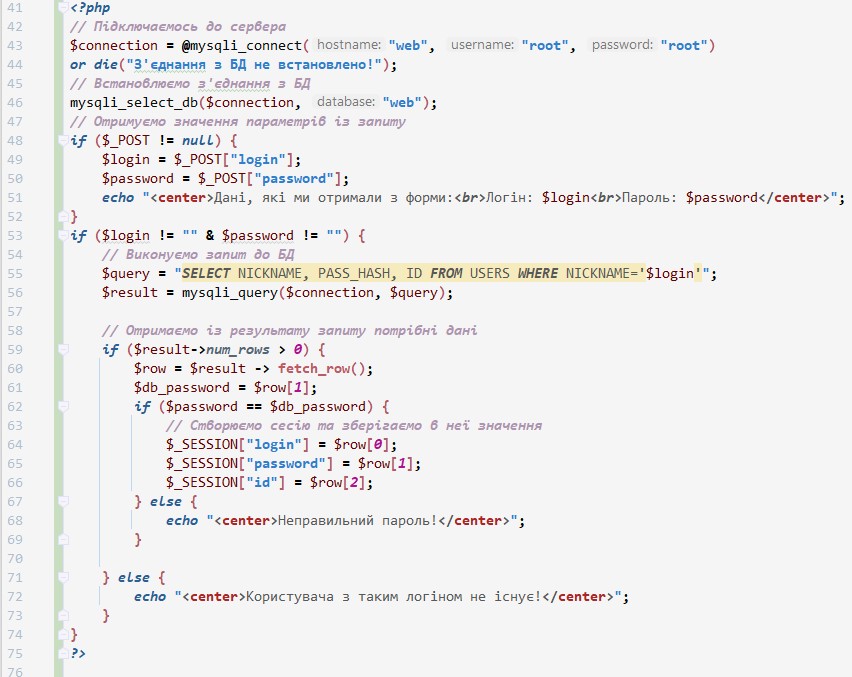 41 <?php
42 // Підключаємось до сервера
43 $connection = @mysqli_connect( hostname: "web", username: "root", password: "root")
44 or die("З'єднання з БД не встановлено!");
45 // Встановлюємо з'єднання з БД
46 mysqli_select_db($connection, database: "web");
47 // Отримуємо значення параметрів із запиту
48 if ($_POST != null) {
49 $login = $_POST["login"];
50 $password = $_POST["password"];
51 echo "<center>Дані, які ми отримали з форми:<br>Логін: $login<br>Пароль: $password</center>";
52 }
53 if ($login != "" & $password != "") {
54 // Виконуємо запит до БД
55 $query = "SELECT NICKNAME, PASS_HASH, ID FROM USERS WHERE NICKNAME='$login'";
56 $result = mysqli_query($connection, $query);
57
58 // Отримаємо із результату запиту потрібні дані
59 if ($result->num_rows > 0) {
60 $row = $result -> fetch_row();
61 $db_password = $row[1];
62 if ($password == $db_password) {
63 // Створюємо сесію та зберігаємо в неї значення
64 $_SESSION["login"] = $row[0];
65 $_SESSION["password"] = $row[1];
66 $_SESSION["id"] = $row[2];
67 } else {
68 echo "<center>Неправильний пароль!</center>";
69 }
70
71 } else {
72 echo "<center>Користувача з таким логіном не існує!</center>";
73 }
74 }
75 ?>
76